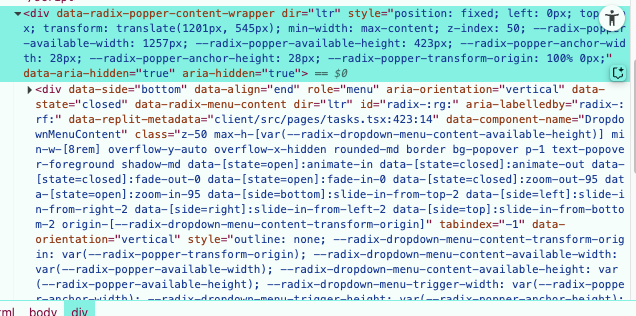 <div data-radix-popper-content-wrapper dir="ltr" style="position: fixed; left: 0px; top:
x; transform: translate(1201px, 545px); min-width: max-content; z-index: 50; --radix-popper
-available-width: 1257px; --radix-popper-available-height: 423px; --radix-popper-anchor-wid
th: 28px; --radix-popper-anchor-height: 28px; --radix-popper-transform-origin: 100% 0px;"
data-aria-hidden="true" aria-hidden="true"> == $0
<div data-side="bottom" data-align="end" role="menu" aria-orientation="vertical" data-
state="closed" data-radix-menu-content dir="ltr" id="radix-:rg:" aria-labelledby="radix-:
rf:" data-replit-metadata="client/src/pages/tasks.tsx:423:14" data-component-name="Dropdo
wnMenuContent" class="z-50 max-h-[var(--radix-dropdown-menu-content-available-height)] mi
n-w-[8rem] overflow-y-auto overflow-x-hidden rounded-md border bg-popover p-1 text-popove
r-foreground shadow-md data-[state=open]:animate-in data-[state=closed]:animate-out data-
[state=closed]:fade-out-0 data-[state=open]:fade-in-0 data-[state=closed]:zoom-out-95 dat
a-[state=open]:zoom-in-95 data-[side=bottom]:slide-in-from-top-2 data-[side=left]:slide-i
n-from-right-2 data-[side=right]:slide-in-from-left-2 data-[side=top]:slide-in-from-botto
m-2 origin-[--radix-dropdown-menu-content-transform-origin]" tabindex="-1" data-
orientation="vertical" style="outline: none; --radix-dropdown-menu-content-transform-orig
in: var(--radix-popper-transform-origin); --radix-dropdown-menu-content-available-width:
var(--radix-popper-available-width); --radix-dropdown-menu-content-available-height: var
(--radix-popper-available-height); --radix-dropdown-menu-trigger-width: var(--radix-poppe
r-anchor-width); --radix-dropdown-menu-trigger-height: var(--radix-popper-anchor-height);
tml body div